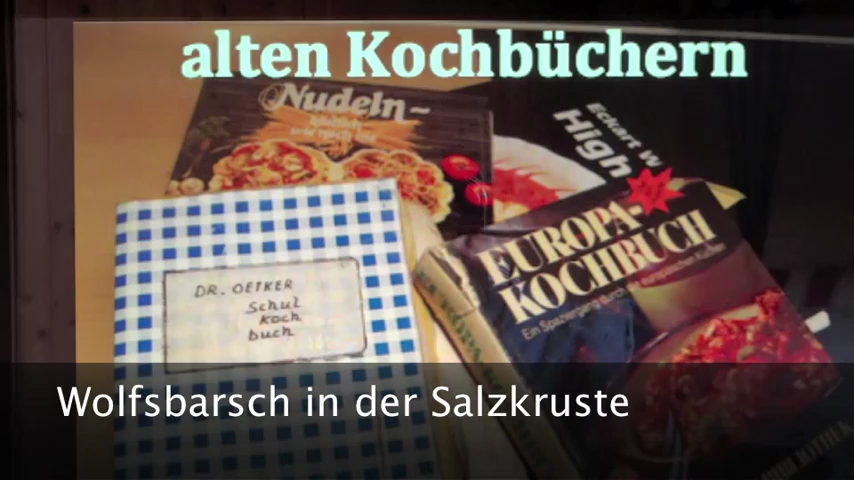 alten Kochbüchern
Nudeln~
Eckart W
High
EUROPA-
KOCHBUCH
Ein Spaziergang durch die europäischen Küchen
DR. OETKER
Schul
Koch
buch
Wolfsbarsch in der Salzkruste
BIBLIOTHEK